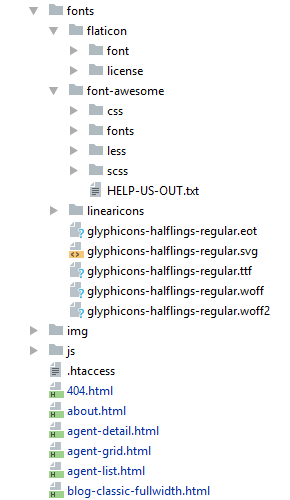 fonts
flaticon
font
license
font-awesome
css
fonts
less
scss
HELP-US-OUT.txt
linearicons
glyphicons-halflings-regular.eot
glyphicons-halflings-regular.svg
glyphicons-halflings-regular.ttf
glyphicons-halflings-regular.woff
glyphicons-halflings-regular.woff2
img
js
.htaccess
404.html
about.html
agent-detail.html
agent-grid.html
agent-list.html
blog-classic-fullwidth.html